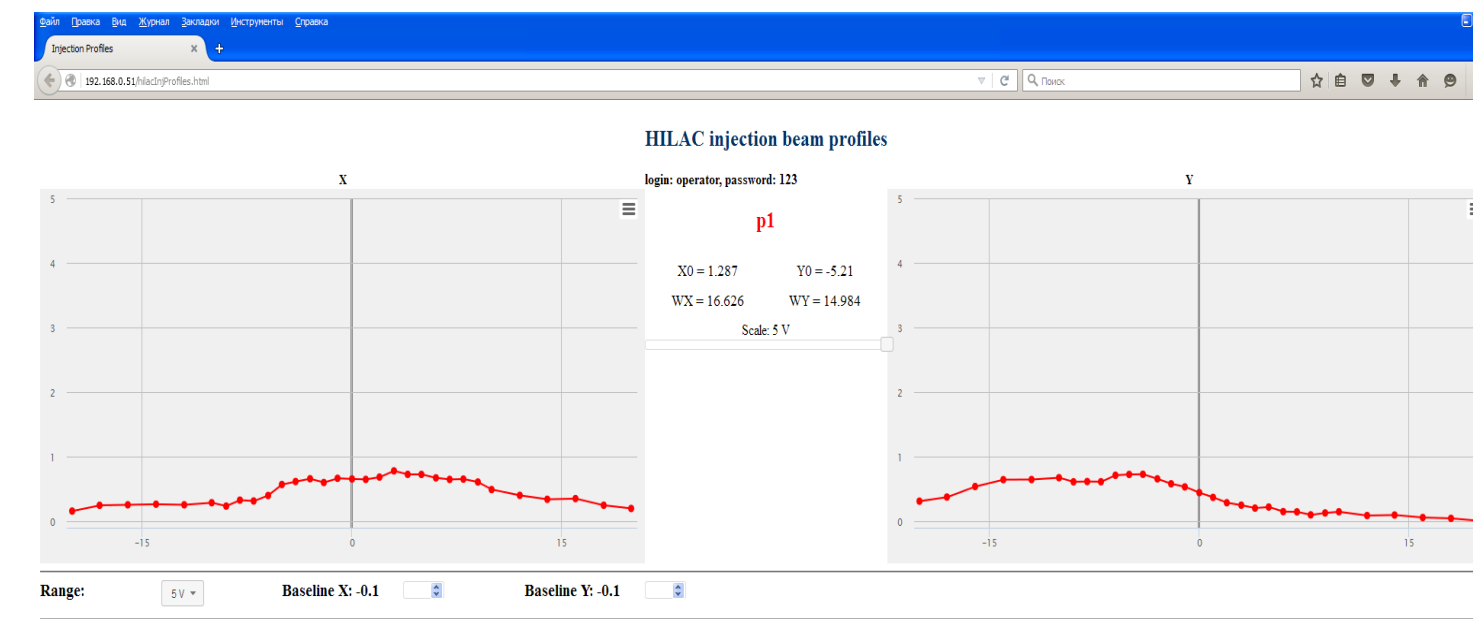 Файл Правка Вид Журнал Закладки Инструменты Справка
Injection Profiles × +
192.168.0.51/hilacInjProfiles.html Поиск
HILAC injection beam profiles
X
login: operator, password: 123
Y
p1
X0 = 1.287 Y0 = -5.21
WX = 16.626 WY = 14.984
Scale: 5 V
5
4
3
2
1
0
-15 0 15
5
4
3
2
1
0
-15 0 15
Range: 5 V Baseline X: -0.1 Baseline Y: -0.1